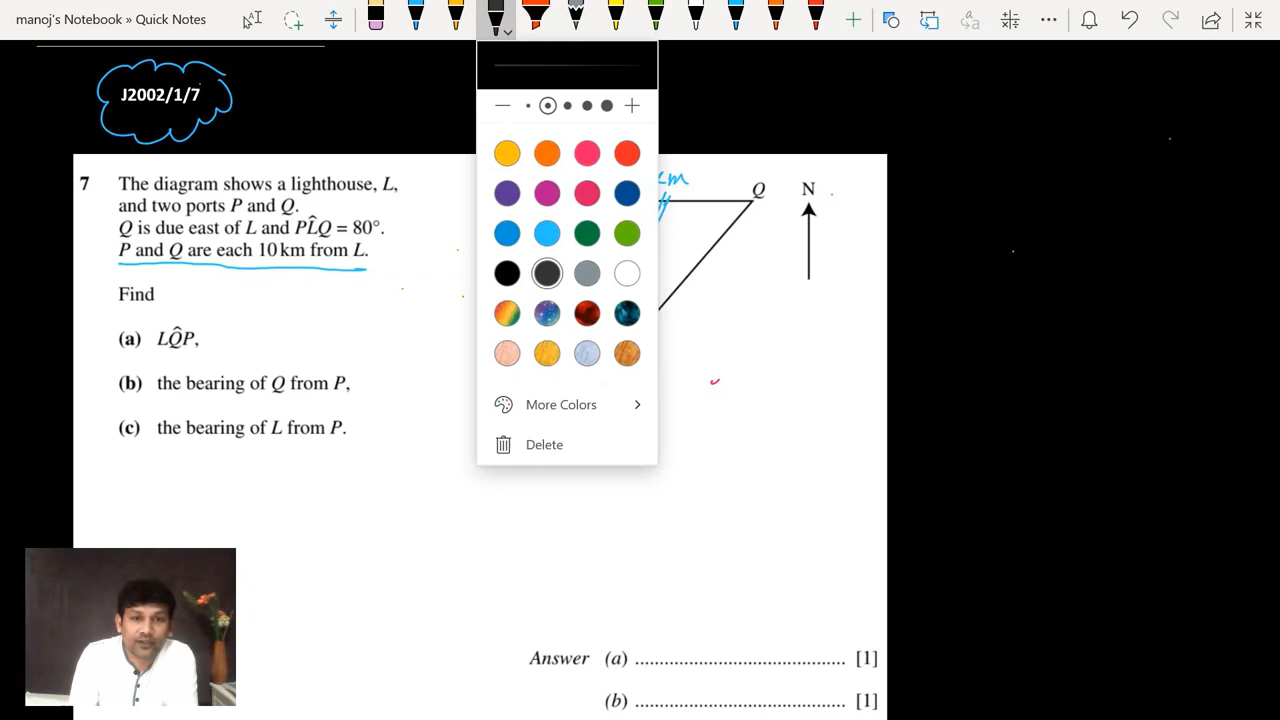 manoj's Notebook » Quick Notes
J2002/1/7
7 The diagram shows a lighthouse, L,
and two ports P and Q.
Q is due east of L and PL̂Q = 80°.
P and Q are each 10 km from L.
Find
(a) LQ̂P,
(b) the bearing of Q from P,
(c) the bearing of L from P.
Q N
More Colors
Delete
Answer (a) .......................................... [1]
(b) .......................................... [1]